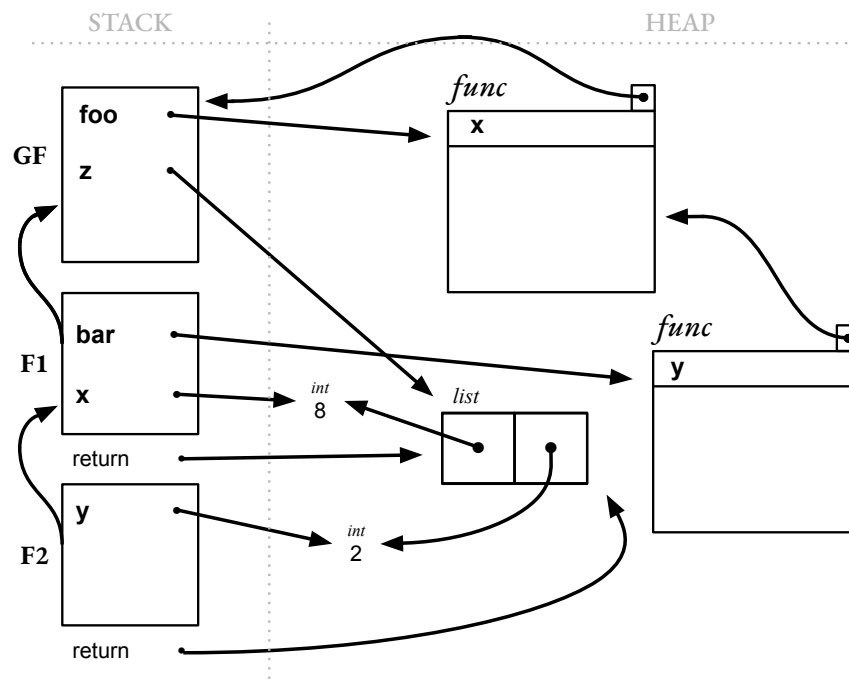 STACK HEAP
func
foo
x
GF
z
func
bar
F1
y
x
int
8
list
return
y
int
2
F2
return